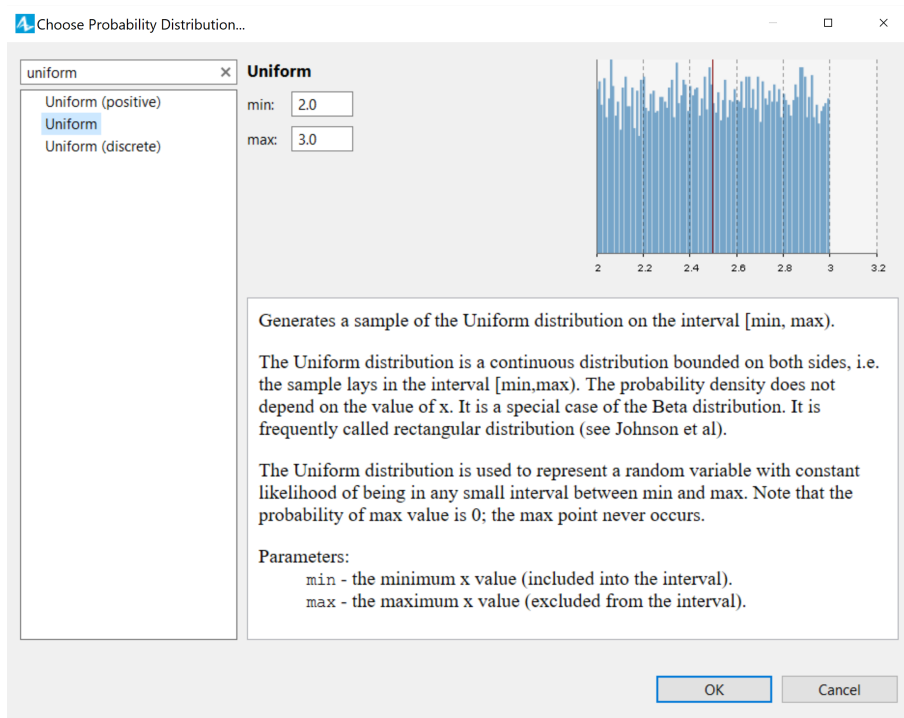 Choose Probability Distribution...
uniform
Uniform (positive)
Uniform
Uniform (discrete)
Uniform
min: 2.0
max: 3.0
2 2.2 2.4 2.6 2.8 3 3.2
Generates a sample of the Uniform distribution on the interval [min, max).
The Uniform distribution is a continuous distribution bounded on both sides, i.e.
the sample lays in the interval [min,max). The probability density does not
depend on the value of x. It is a special case of the Beta distribution. It is
frequently called rectangular distribution (see Johnson et al).
The Uniform distribution is used to represent a random variable with constant
likelihood of being in any small interval between min and max. Note that the
probability of max value is 0; the max point never occurs.
Parameters:
min - the minimum x value (included into the interval).
max - the maximum x value (excluded from the interval).
OK Cancel